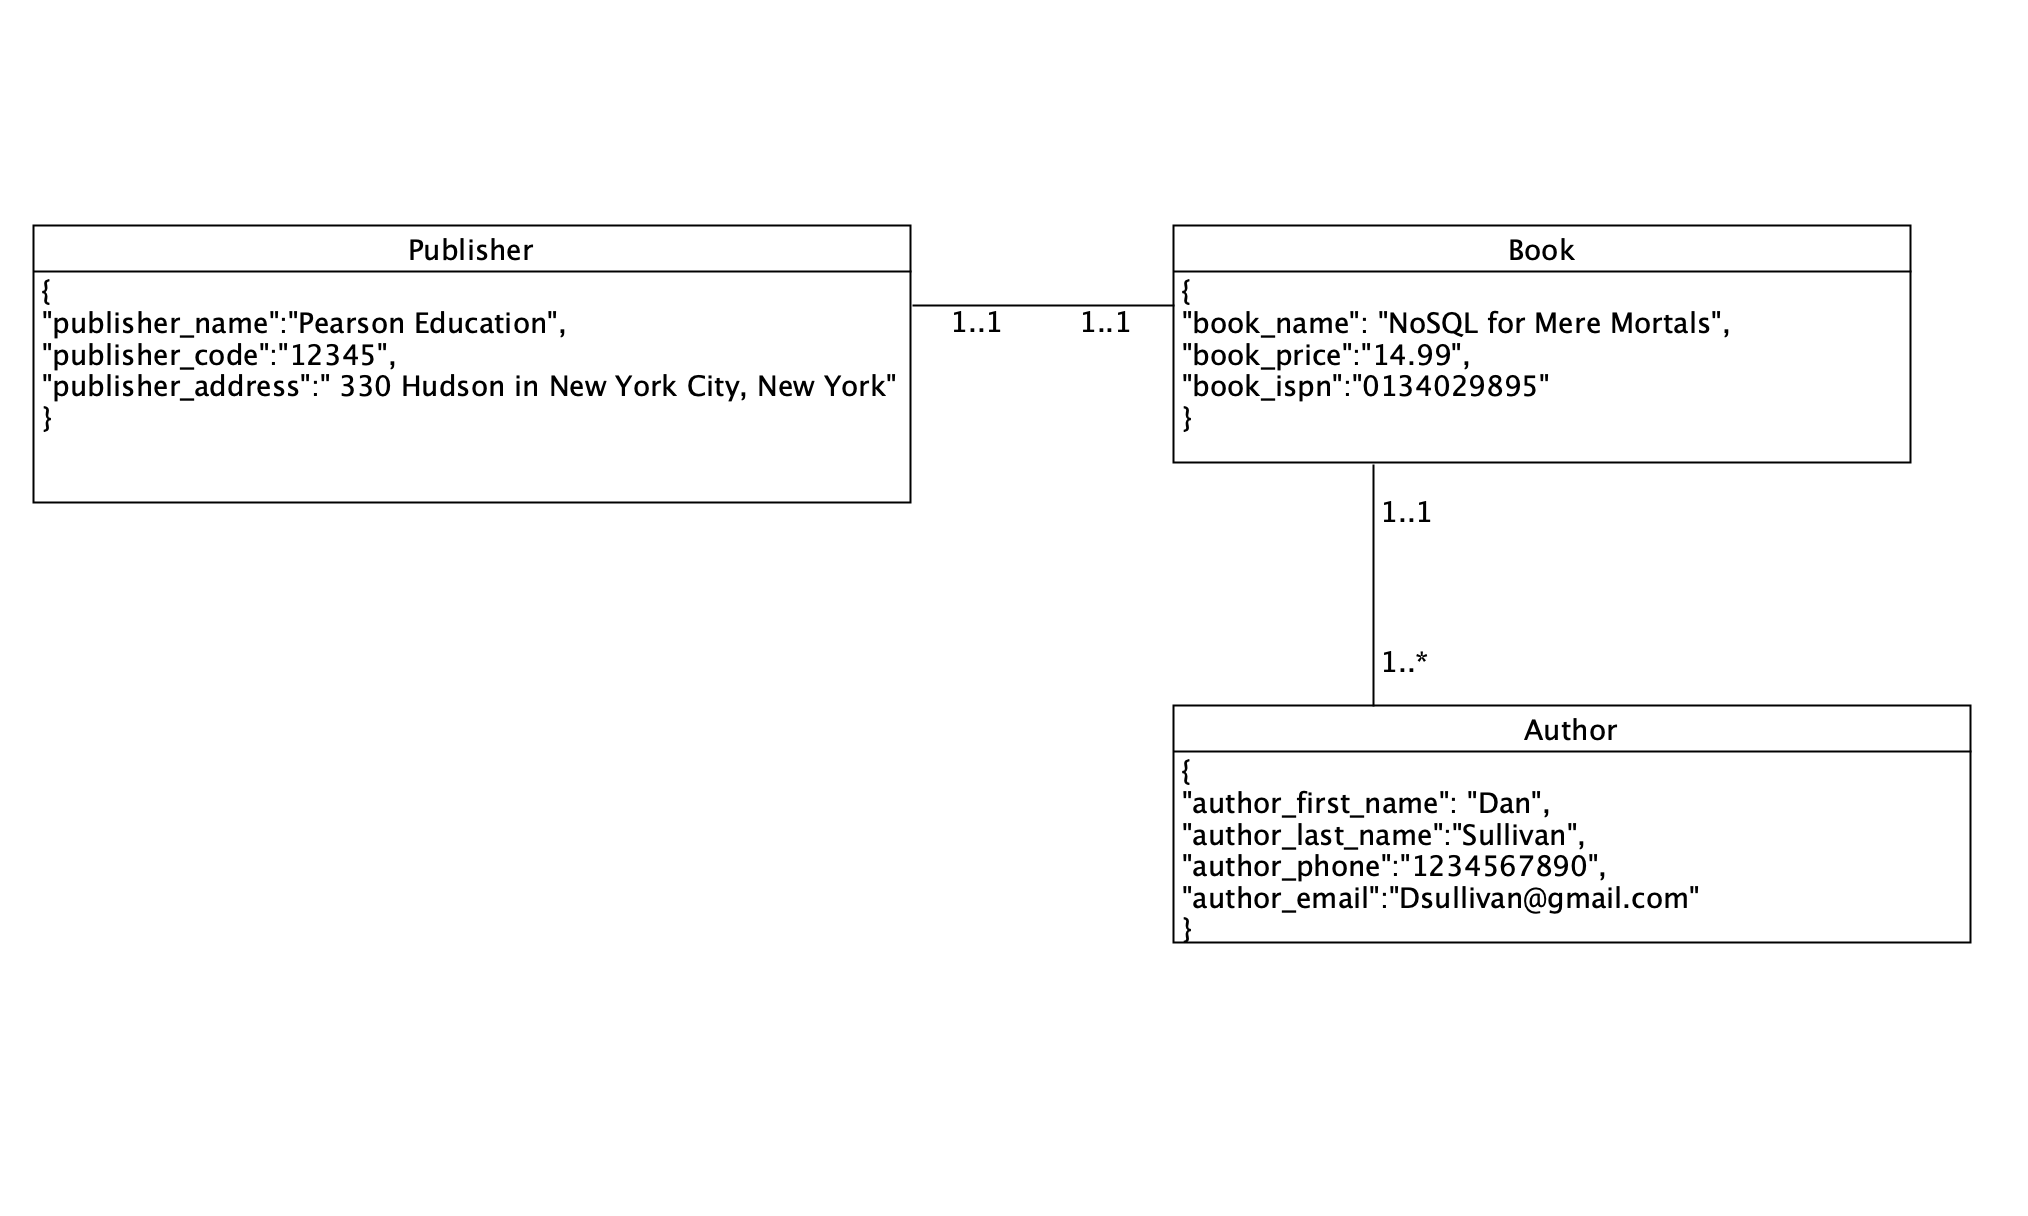 Publisher
{
"publisher_name":"Pearson Education",
"publisher_code":"12345",
"publisher_address":" 330 Hudson in New York City, New York"
}
1..1
1..1
Book
{
"book_name": "NoSQL for Mere Mortals",
"book_price":"14.99",
"book_ispn":"0134029895"
}
1..1
1..*
Author
{
"author_first_name": "Dan",
"author_last_name":"Sullivan",
"author_phone":"1234567890",
"author_email":"Dsullivan@gmail.com"
}